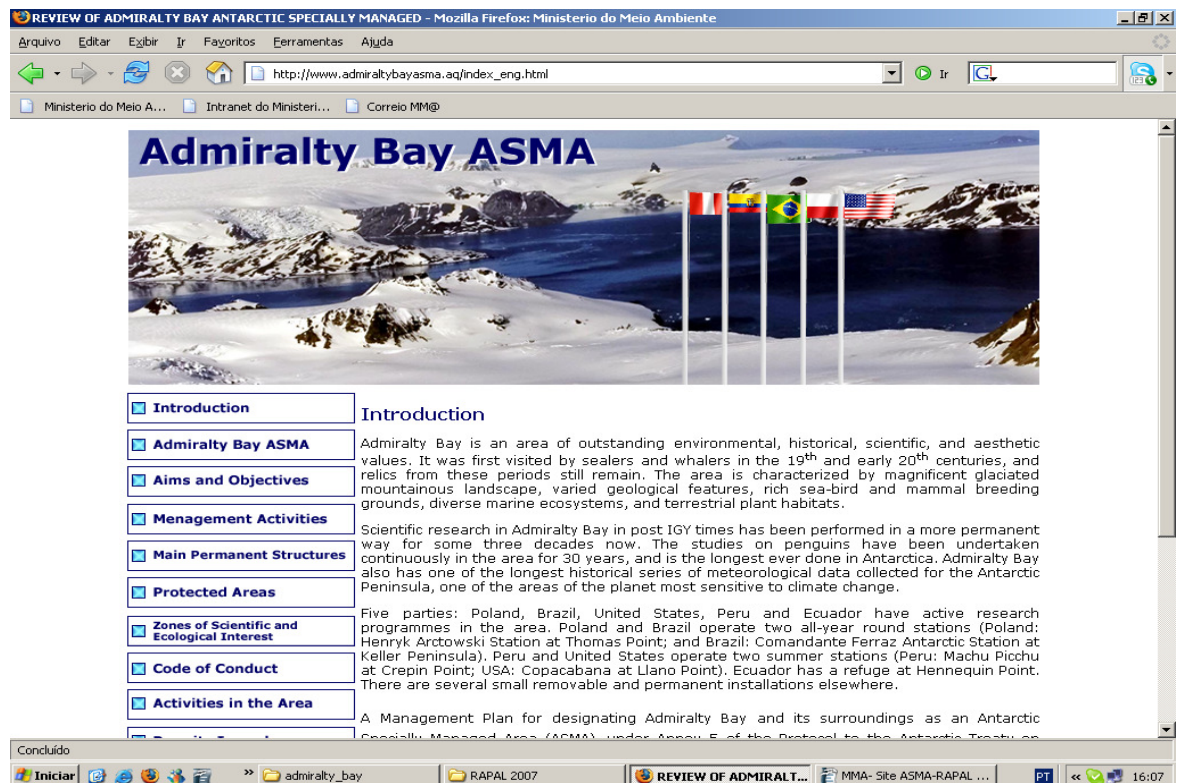 REVIEW OF ADMIRALTY BAY ANTARCTIC SPECIALLY MANAGED - Mozilla Firefox: Ministerio do Meio Ambiente
Arquivo Editar Exibir Ir Favoritos Ferramentas Ajuda
http://www.admiraltybayasma.aq/index_eng.html
Ir
G
Ministerio do Meio A... Intranet do Ministeri... Correio MM@
Admiralty Bay ASMA
Introduction
Admiralty Bay ASMA
Aims and Objectives
Menagement Activities
Main Permanent Structures
Protected Areas
Zones of Scientific and
Ecological Interest
Code of Conduct
Activities in the Area
Introduction
Admiralty Bay is an area of outstanding environmental, historical, scientific, and aesthetic
values. It was first visited by sealers and whalers in the 19th and early 20th centuries, and
relics from these periods still remain. The area is characterized by magnificent glaciated
mountainous landscape, varied geological features, rich sea-bird and mammal breeding
grounds, diverse marine ecosystems, and terrestrial plant habitats.
Scientific research in Admiralty Bay in post IGY times has been performed in a more permanent
way for some three decades now. The studies on penguins have been undertaken
continuously in the area for 30 years, and is the longest ever done in Antarctica. Admiralty Bay
also has one of the longest historical series of meteorological data collected for the Antarctic
Peninsula, one of the areas of the planet most sensitive to climate change.
Five parties: Poland, Brazil, United States, Peru and Ecuador have active research
programmes in the area. Poland and Brazil operate two all-year round stations (Poland:
Henryk Arctowski Station at Thomas Point; and Brazil: Comandante Ferraz Antarctic Station at
Keller Peninsula). Peru and United States operate two summer stations (Peru: Machu Picchu
at Crepin Point; USA: Copacabana at Llano Point). Ecuador has a refuge at Hennequin Point.
There are several small removable and permanent installations elsewhere.
A Management Plan for designating Admiralty Bay and its surroundings as an Antarctic
Specially Managed Area (ASMA), under Annex E of the Protocol to the Antarctic Treaty on
Concluído
Iniciar » admiralty_bay RAPAL 2007 REVIEW OF ADMIRALT... MMA- Site ASMA-RAPAL ... PT « 16:07